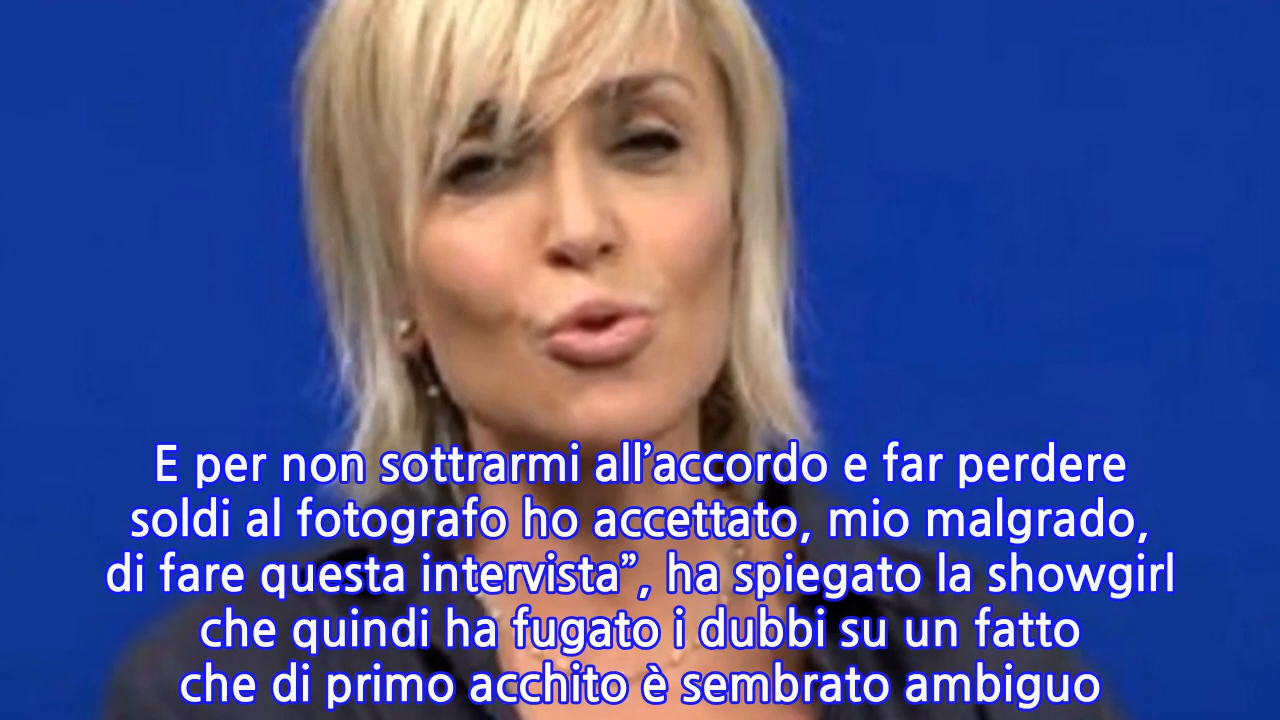 E per non sottrarmi all’accordo e far perdere
soldi al fotografo ho accettato, mio malgrado,
di fare questa intervista”, ha spiegato la showgirl
che quindi ha fugato i dubbi su un fatto
che di primo acchito è sembrato ambiguo